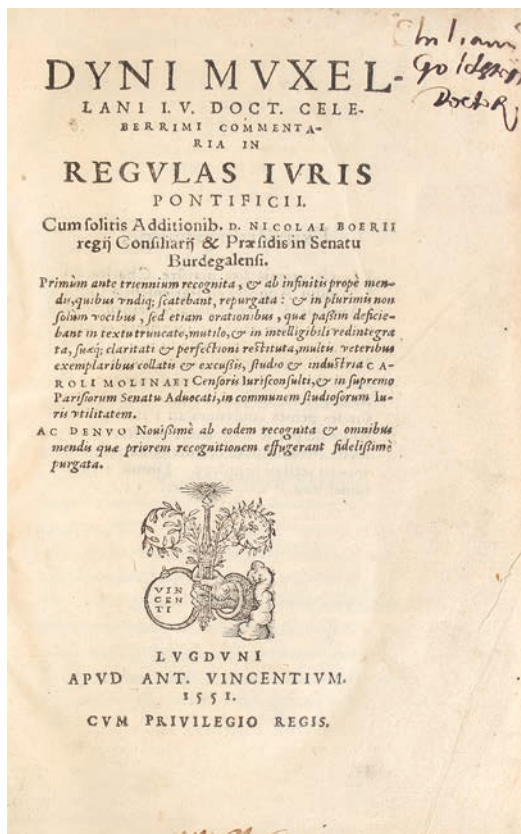 DYNI MVXEL-
LANI I.V. DOCT. CELE-
BERRIMI COMMENTA-
RIA IN
REGVLAS IVRIS
PONTIFICII.
Cum solitis Additionib. D. NICOLAI BOERII
regij Consiliarij & Præsidis in Senatu
Burdegalensi.
Primùm ante triennium recognita, & ab infinitis propè men-
dis, quibus vndiq; scatebant, repurgata: & in plurimis non
solùm vocibus, sed etiam orationibus, quæ paßim deficie-
bant in textu truncato, mutilo, & in intelligibili redintegra
ta, suæq; claritati & perfectioni restituta, multis veteribus
exemplaribus collatis & excußis, studio & industria CA-
ROLI MOLINAEI Censoris Iurisconsulti, & in supremo
Parisiorum Senatu Aduocati, in communem studiosorum Iu-
ris vtilitatem.
AC DENVO Nouißimè ab eodem recognita & omnibus
mendis quæ priorem recognitionem effugerant fidelißimè
purgata.
VIN
CEN
TI
LVGDVNI
APVD ANT. VINCENTIVM.
1551.
CVM PRIVILEGIO REGIS.
Doctor